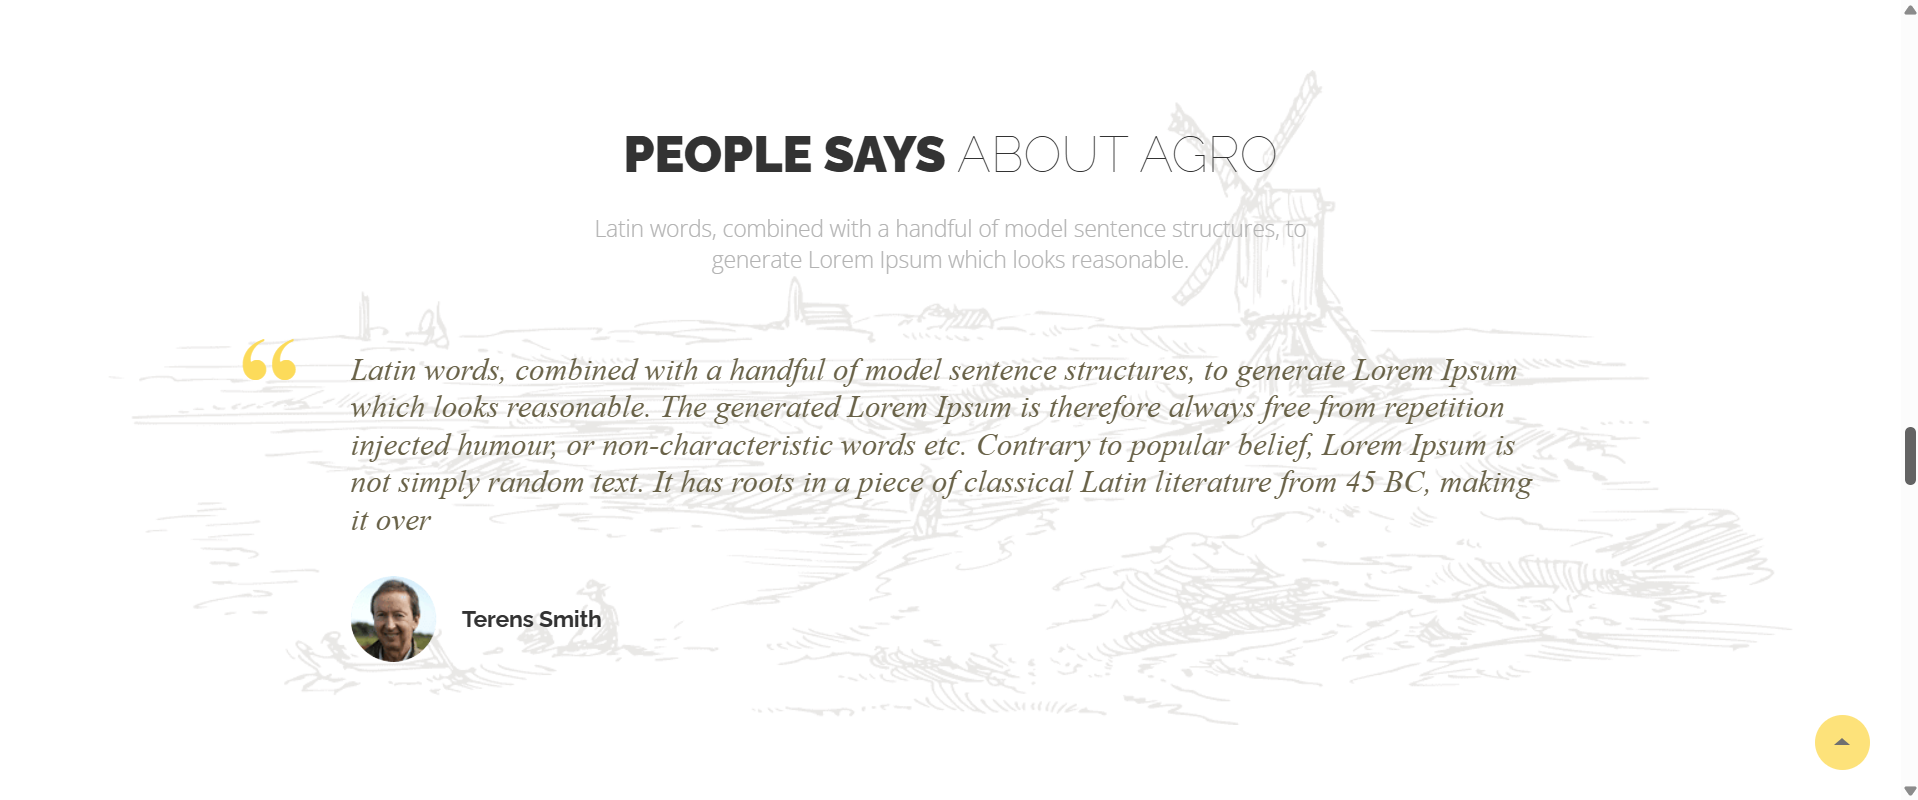 PEOPLE SAYS ABOUT AGRO
Latin words, combined with a handful of model sentence structures, to
generate Lorem Ipsum which looks reasonable.
“
Latin words, combined with a handful of model sentence structures, to generate Lorem Ipsum
which looks reasonable. The generated Lorem Ipsum is therefore always free from repetition
injected humour, or non-characteristic words etc. Contrary to popular belief, Lorem Ipsum is
not simply random text. It has roots in a piece of classical Latin literature from 45 BC, making
it over
Terens Smith